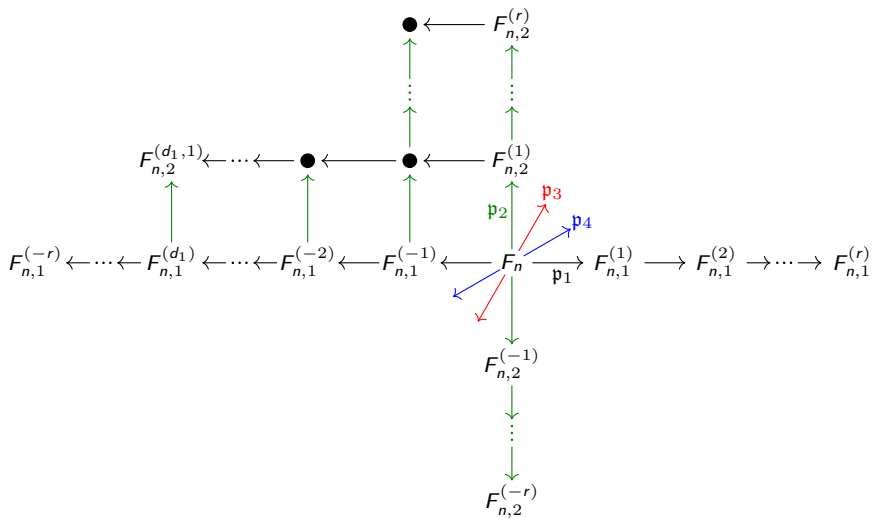 F_{n,2}^{(r)}
⋮ ⋮
F_{n,2}^{(d_1,1)} ⋯ F_{n,2}^{(1)}
𝔭_3
𝔭_2 𝔭_4
F_{n,1}^{(-r)} ⋯ F_{n,1}^{(d_1)} ⋯ F_{n,1}^{(-2)} F_{n,1}^{(-1)} F_n F_{n,1}^{(1)} F_{n,1}^{(2)} ⋯ F_{n,1}^{(r)}
𝔭_1
F_{n,2}^{(-1)}
⋮
F_{n,2}^{(-r)}